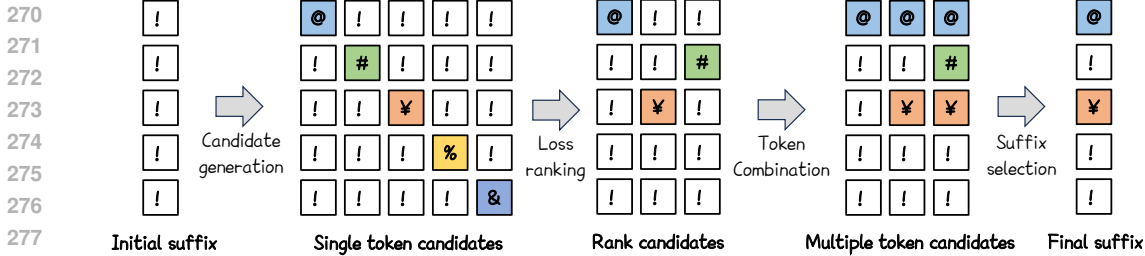 270
271
272
273
274
275
276
277
! @ ! ! ! ! @ ! ! @ @ @ @
! ! # ! ! ! ! ! # ! ! # !
! ! ! ¥ ! ! ! ¥ ! ! ¥ ¥ ¥
! ! ! ! % ! ! ! ! ! ! ! !
! ! ! ! ! & ! ! ! ! ! ! !
Candidate
generation
Loss
ranking
Token
Combination
Suffix
selection
Initial suffix
Single token candidates
Rank candidates
Multiple token candidates
Final suffix